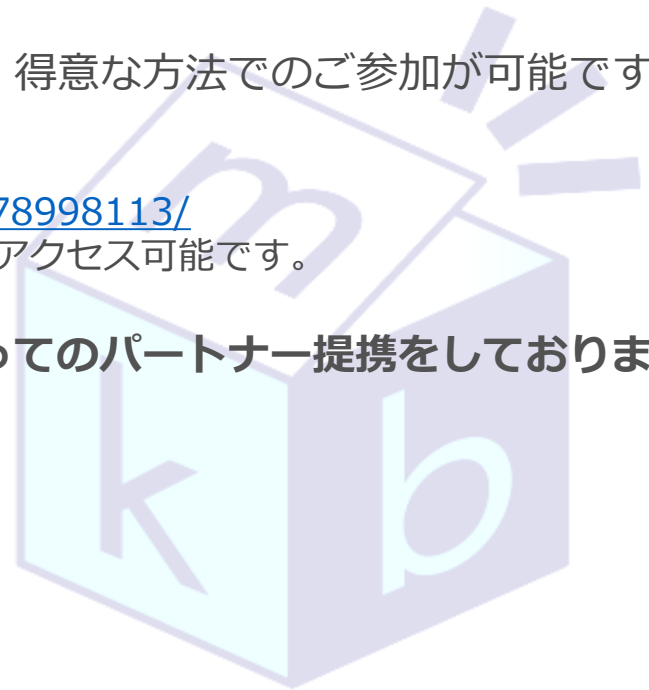 得意な方法でのご参加が可能です
78998113/
アクセス可能です。
ってのパートナー提携をしておりま
m
k b